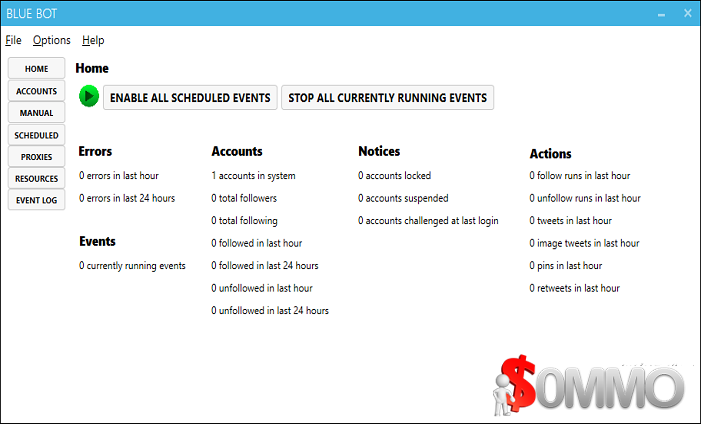 BLUE BOT
File Options Help
HOME
ACCOUNTS
MANUAL
SCHEDULED
PROXIES
RESOURCES
EVENT LOG
Home
ENABLE ALL SCHEDULED EVENTS STOP ALL CURRENTLY RUNNING EVENTS
Errors
0 errors in last hour
0 errors in last 24 hours
Events
0 currently running events
Accounts
1 accounts in system
0 total followers
0 total following
0 followed in last hour
0 followed in last 24 hours
0 unfollowed in last hour
0 unfollowed in last 24 hours
Notices
0 accounts locked
0 accounts suspended
0 accounts challenged at last login
Actions
0 follow runs in last hour
0 unfollow runs in last hour
0 tweets in last hour
0 image tweets in last hour
0 pins in last hour
0 retweets in last hour
$0MMO